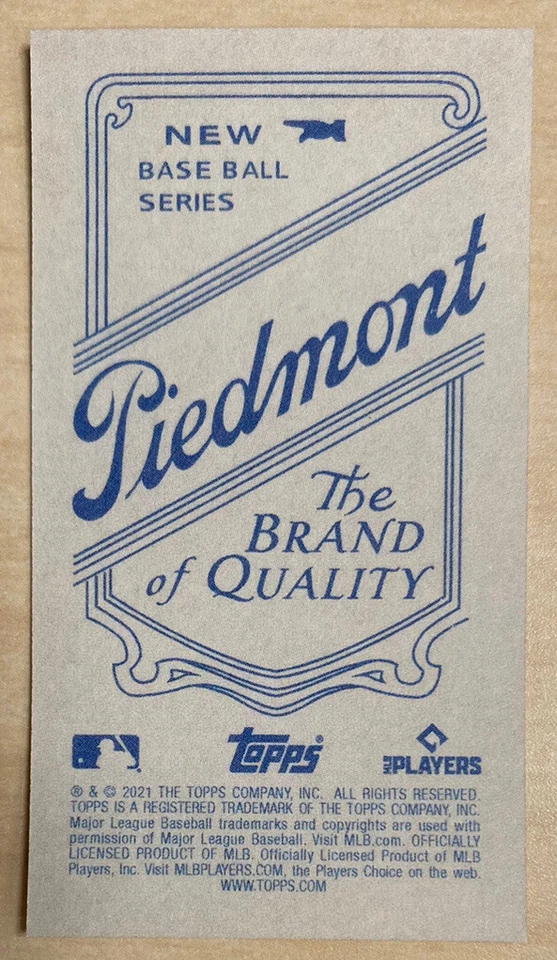 NEW
BASE BALL
SERIES
Piedmont
The
BRAND
of QUALITY
Topps
MLB PLAYERS
® & © 2021 THE TOPPS COMPANY, INC. ALL RIGHTS RESERVED.
TOPPS IS A REGISTERED TRADEMARK OF THE TOPPS COMPANY, INC.
Major League Baseball trademarks and copyrights are used with
permission of Major League Baseball. Visit MLB.com. OFFICIALLY
LICENSED PRODUCT OF MLB. Officially Licensed Product of MLB
Players, Inc. Visit MLBPLAYERS.COM, the Players Choice on the web.
WWW.TOPPS.COM